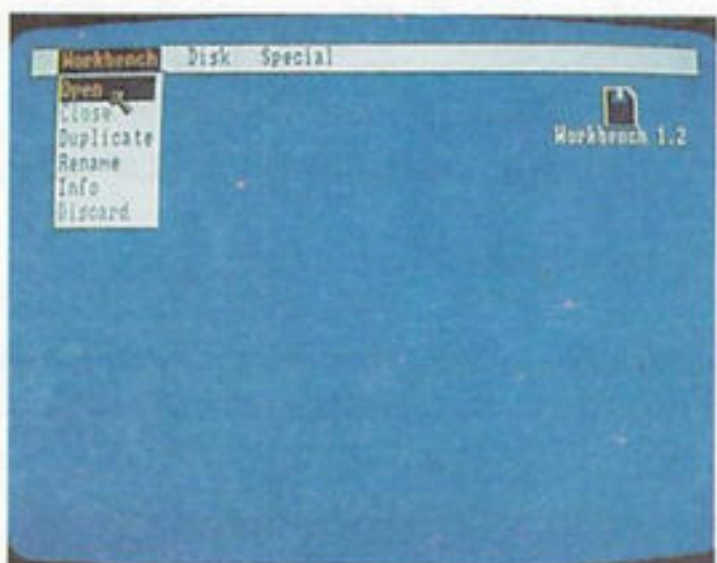 Workbench Disk Special
Open
Close
Duplicate
Rename
Info
Discard
Workbench 1.2